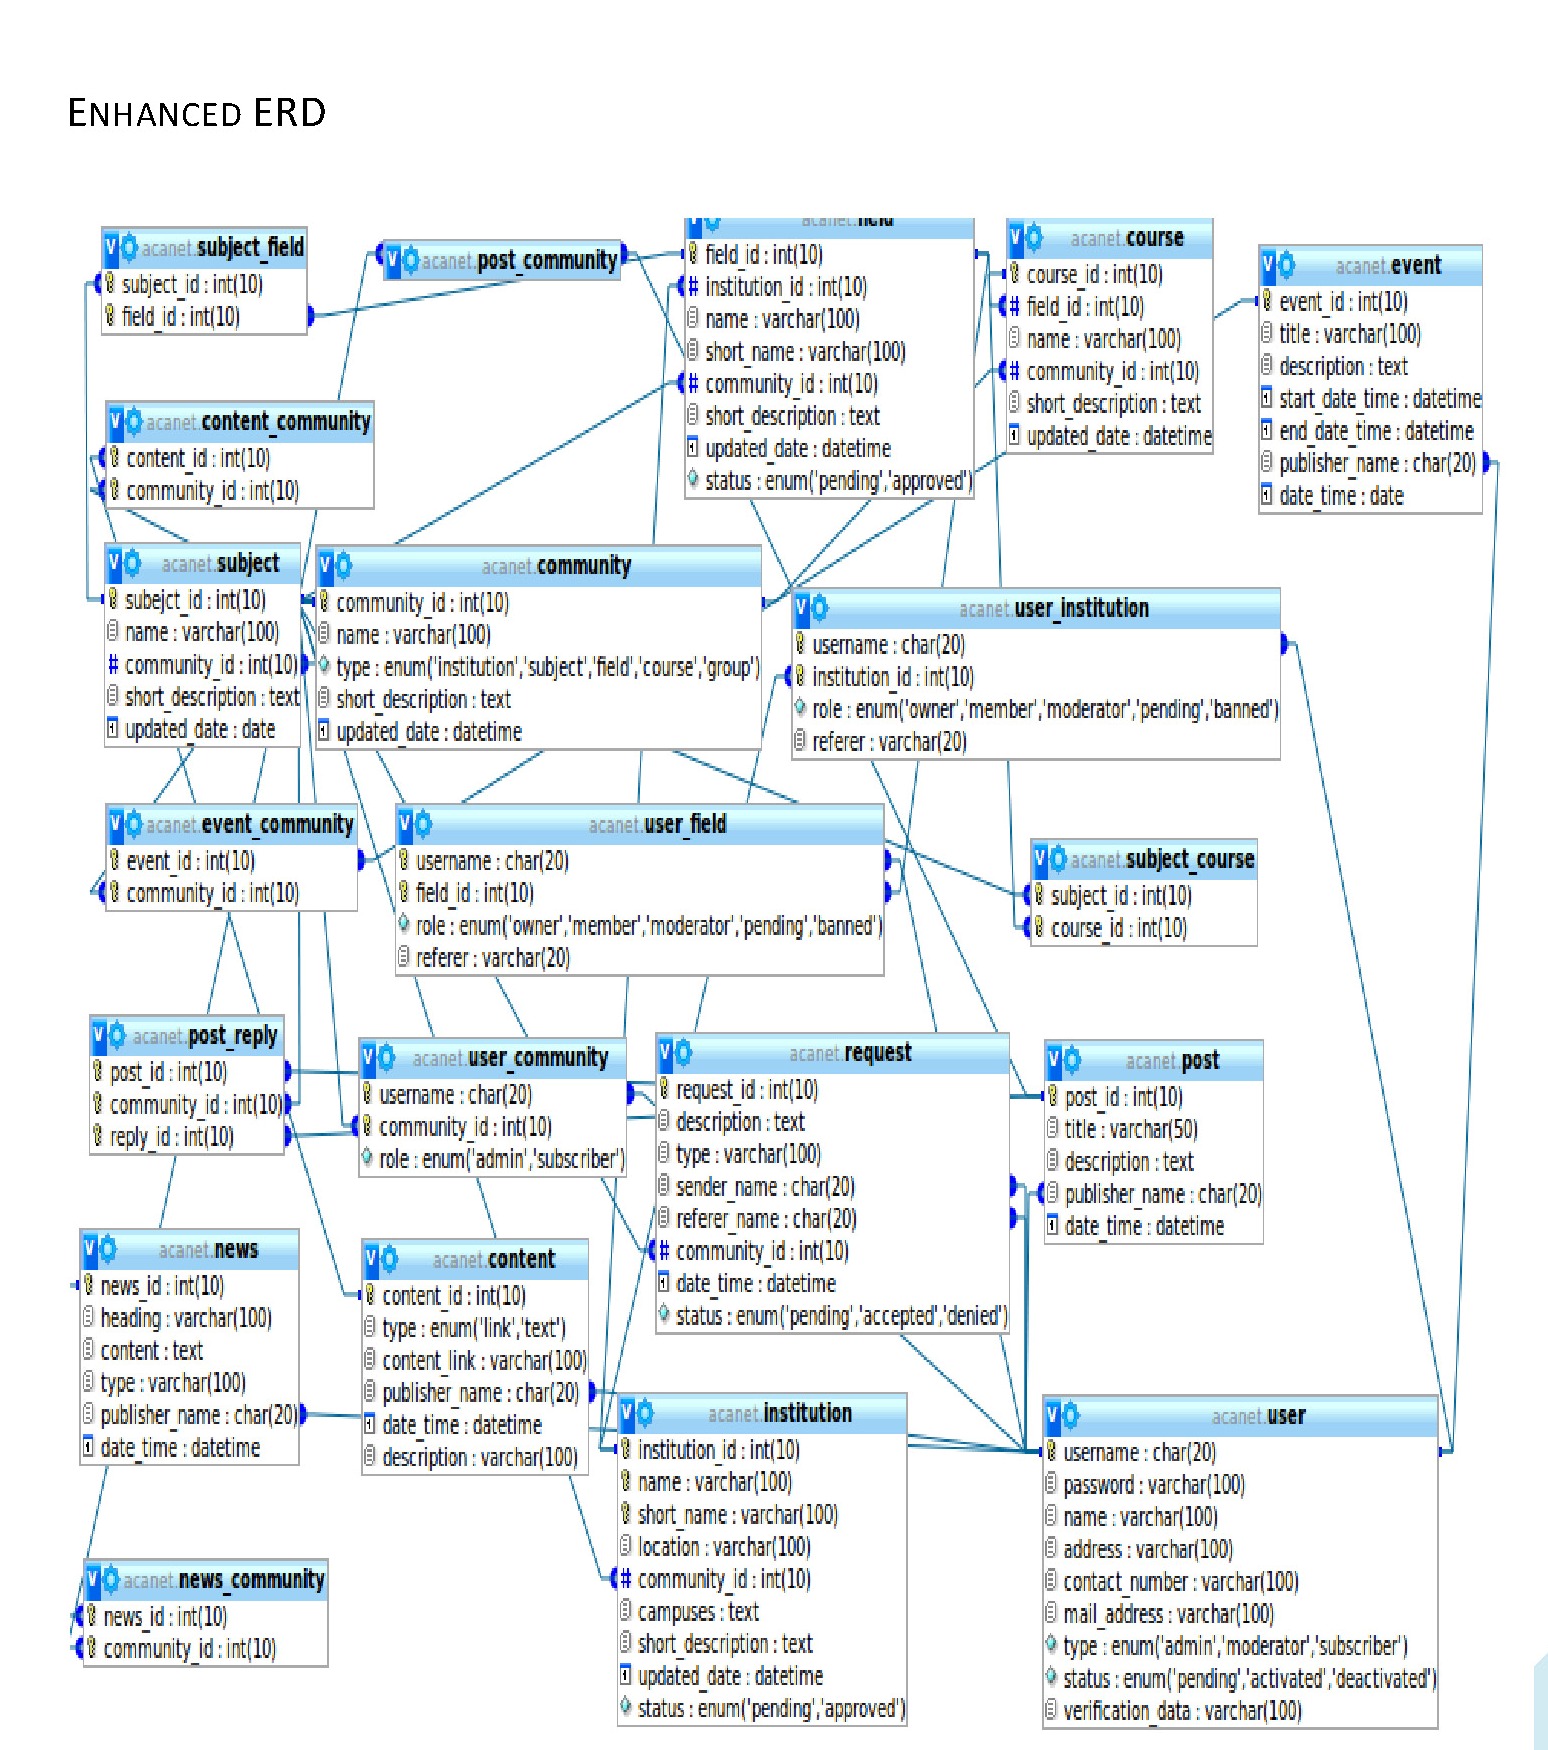 ENHANCED ERD
acanet.subject_field
subject_id : int(10)
field_id : int(10)
acanet.post_community
acanet.field
field_id : int(10)
institution_id : int(10)
name : varchar(100)
short_name : varchar(100)
community_id : int(10)
short_description : text
updated_date : datetime
status : enum('pending','approved')
acanet.course
course_id : int(10)
field_id : int(10)
name : varchar(100)
community_id : int(10)
short_description : text
updated_date : datetime
acanet.event
event_id : int(10)
title : varchar(100)
description : text
start_date_time : datetime
end_date_time : datetime
publisher_name : char(20)
date_time : date
acanet.content_community
content_id : int(10)
community_id : int(10)
acanet.subject
subejct_id : int(10)
name : varchar(100)
community_id : int(10)
short_description : text
updated_date : date
acanet.community
community_id : int(10)
name : varchar(100)
type : enum('institution','subject','field','course','group')
short_description : text
updated_date : datetime
acanet.user_institution
username : char(20)
institution_id : int(10)
role : enum('owner','member','moderator','pending','banned')
referer : varchar(20)
acanet.event_community
event_id : int(10)
community_id : int(10)
acanet.user_field
username : char(20)
field_id : int(10)
role : enum('owner','member','moderator','pending','banned')
referer : varchar(20)
acanet.subject_course
subject_id : int(10)
course_id : int(10)
acanet.post_reply
post_id : int(10)
community_id : int(10)
reply_id : int(10)
acanet.user_community
username : char(20)
community_id : int(10)
role : enum('admin','subscriber')
acanet.request
request_id : int(10)
description : text
type : varchar(100)
sender_name : char(20)
referer_name : char(20)
community_id : int(10)
date_time : datetime
status : enum('pending','accepted','denied')
acanet.post
post_id : int(10)
title : varchar(50)
description : text
publisher_name : char(20)
date_time : datetime
acanet.news
news_id : int(10)
heading : varchar(100)
content : text
type : varchar(100)
publisher_name : char(20)
date_time : datetime
acanet.content
content_id : int(10)
type : enum('link','text')
content_link : varchar(100)
publisher_name : char(20)
date_time : datetime
description : varchar(100)
acanet.institution
institution_id : int(10)
name : varchar(100)
short_name : varchar(100)
location : varchar(100)
community_id : int(10)
campuses : text
short_description : text
updated_date : datetime
status : enum('pending','approved')
acanet.user
username : char(20)
password : varchar(100)
name : varchar(100)
address : varchar(100)
contact_number : varchar(100)
mail_address : varchar(100)
type : enum('admin','moderator','subscriber')
status : enum('pending','activated','deactivated')
verification_data : varchar(100)
acanet.news_community
news_id : int(10)
community_id : int(10)